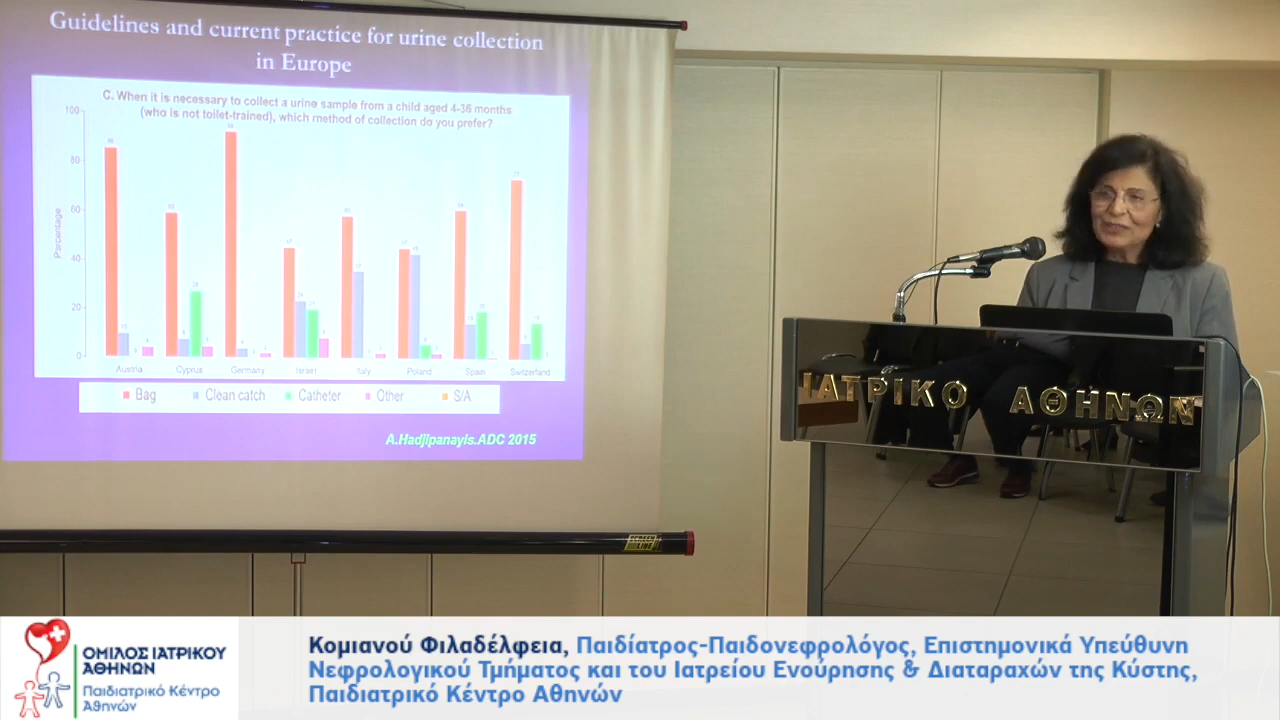 Guidelines and current practice for urine collection
in Europe
C. When it is necessary to collect a urine sample from a child aged 4-36 months
(who is not toilet-trained), which method of collection do you prefer?
Percentage
100
80
60
40
20
0
Austria
Cyprus
Germany
Israel
Italy
Poland
Spain
Switzerland
Bag
Clean catch
Catheter
Other
S/A
A.Hadjipanayis.ADC 2015
ΙΑΤΡΙΚΟ ΑΘΗΝΩΝ
ΟΜΙΛΟΣ ΙΑΤΡΙΚΟΥ
ΑΘΗΝΩΝ
Παιδιατρικό Κέντρο
Αθηνών
Κομιανού Φιλαδέλφεια, Παιδίατρος-Παιδονεφρολόγος, Επιστημονικά Υπεύθυνη
Νεφρολογικού Τμήματος και του Ιατρείου Ενούρησης & Διαταραχών της Κύστης,
Παιδιατρικό Κέντρο Αθηνών